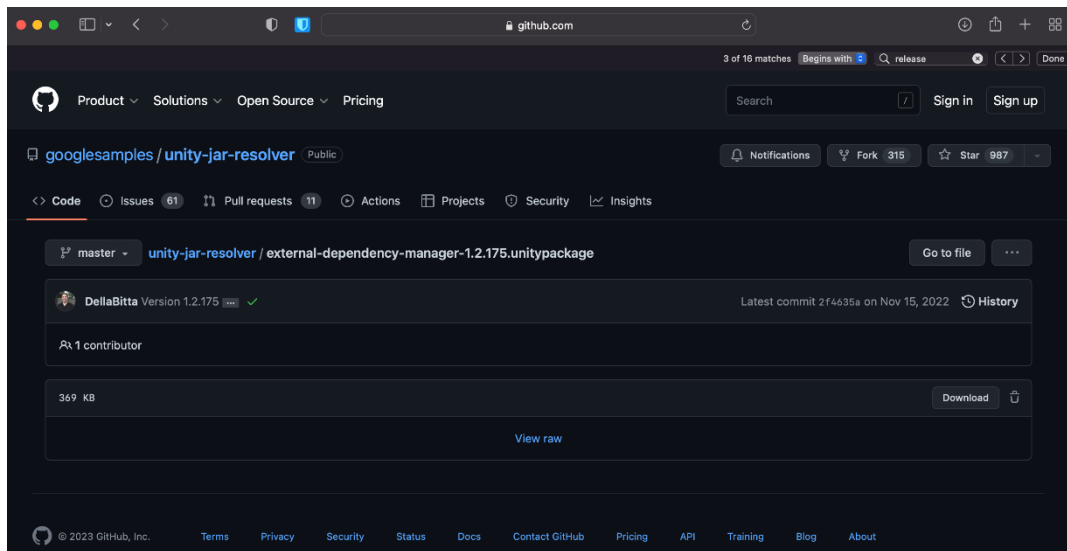 github.com
3 of 16 matches Begins with release Done
Product Solutions Open Source Pricing Search / Sign in Sign up
googlesamples / unity-jar-resolver Public Notifications Fork 315 Star 987
Code Issues 61 Pull requests 11 Actions Projects Security Insights
master unity-jar-resolver / external-dependency-manager-1.2.175.unitypackage Go to file ...
DellaBitta Version 1.2.175 ... Latest commit 2f4635a on Nov 15, 2022 History
1 contributor
369 KB Download
View raw
© 2023 GitHub, Inc. Terms Privacy Security Status Docs Contact GitHub Pricing API Training Blog About